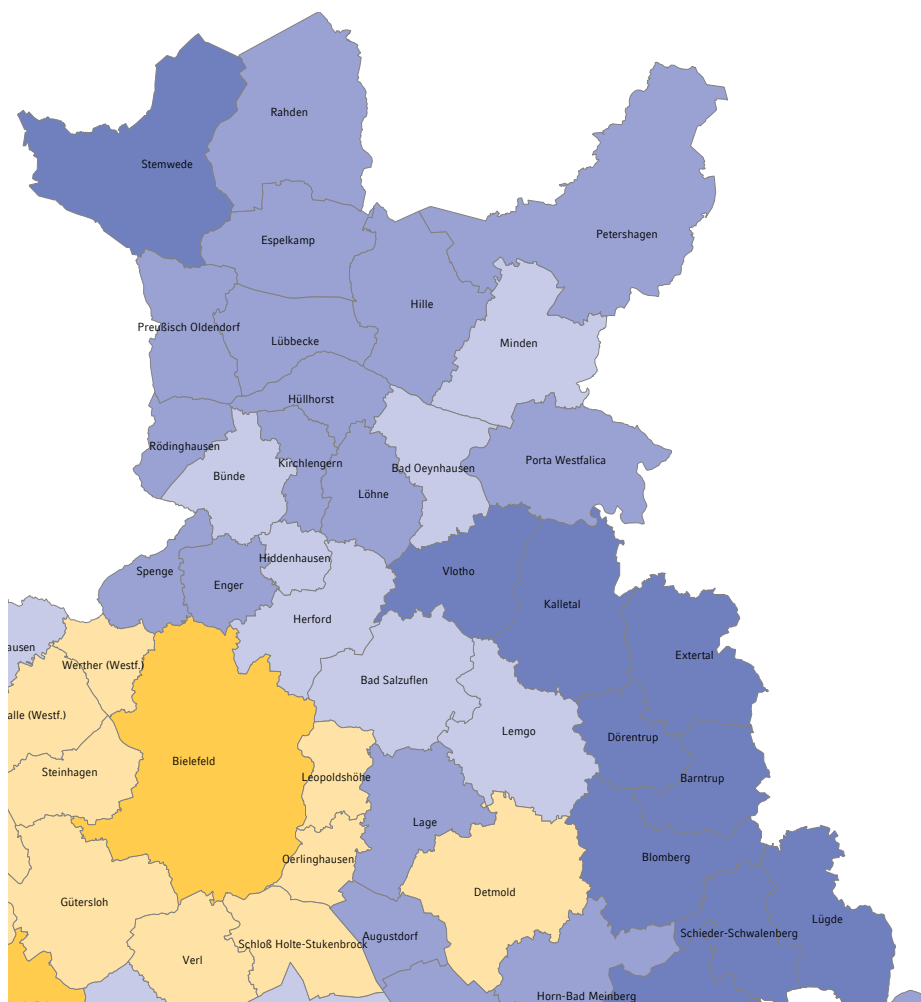 Rahden
Stemwede
Petershagen
Espelkamp
Hille
Preußisch Oldendorf
Lübbecke
Minden
Hüllhorst
Rödinghausen
Kirchlengern
Bad Oeynhausen
Porta Westfalica
Bünde
Löhne
Hiddenhausen
Spenge
Enger
Vlotho
Kalletal
Herford
ausen
Extertal
Werther (Westf.)
Bad Salzuflen
alle (Westf.)
Lemgo
Dörentrup
Bielefeld
Steinhagen
Leopoldshöhe
Barntrup
Lage
Oerlinghausen
Blomberg
Detmold
Gütersloh
Lügde
Augustdorf
Schieder-Schwalenberg
Schloß Holte-Stukenbrock
Verl
Horn-Bad Meinberg